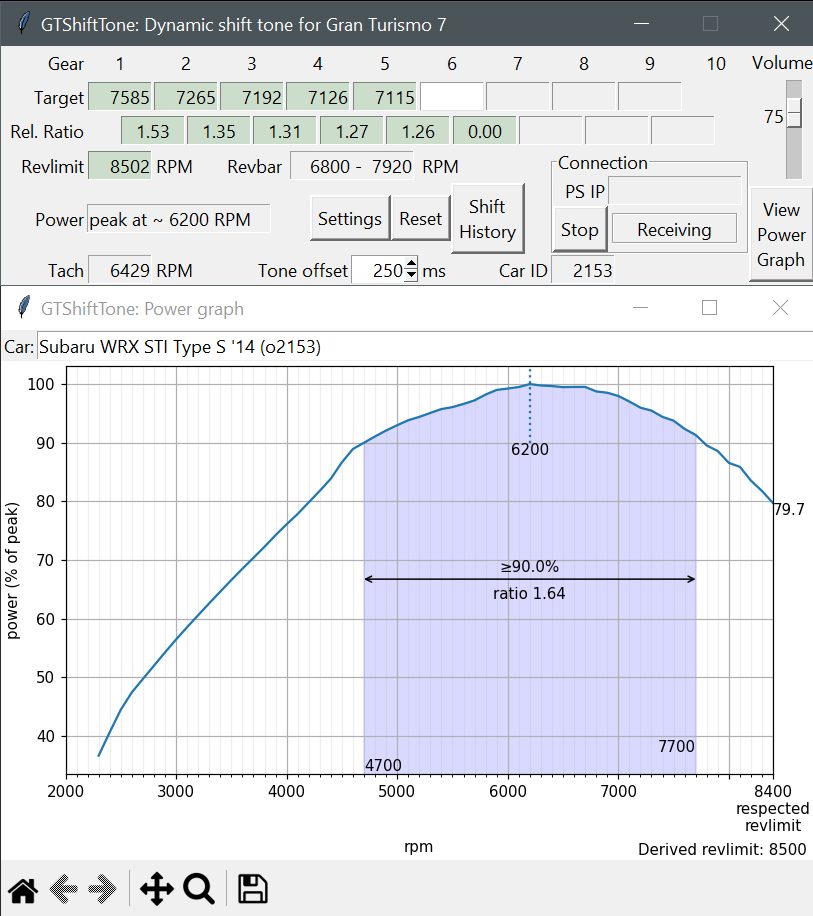 GTShiftTone: Dynamic shift tone for Gran Turismo 7
Gear 1 2 3 4 5 6 7 8 9 10 Volume
Target 7585 7265 7192 7126 7115
75
Rel. Ratio 1.53 1.35 1.31 1.27 1.26 0.00
Revlimit 8502 RPM Revbar 6800 - 7920 RPM
Connection
PS IP
Power peak at ~ 6200 RPM Settings Reset Shift History
Stop Receiving
View Power Graph
Tach 6429 RPM Tone offset 250 ms Car ID 2153
GTShiftTone: Power graph
Car: Subaru WRX STI Type S '14 (o2153)
100
90
80
70
60
50
40
power (% of peak)
6200
79.7
≥90.0%
ratio 1.64
7700
4700
2000 3000 4000 5000 6000 7000 8400
respected
revlimit
rpm
Derived revlimit: 8500